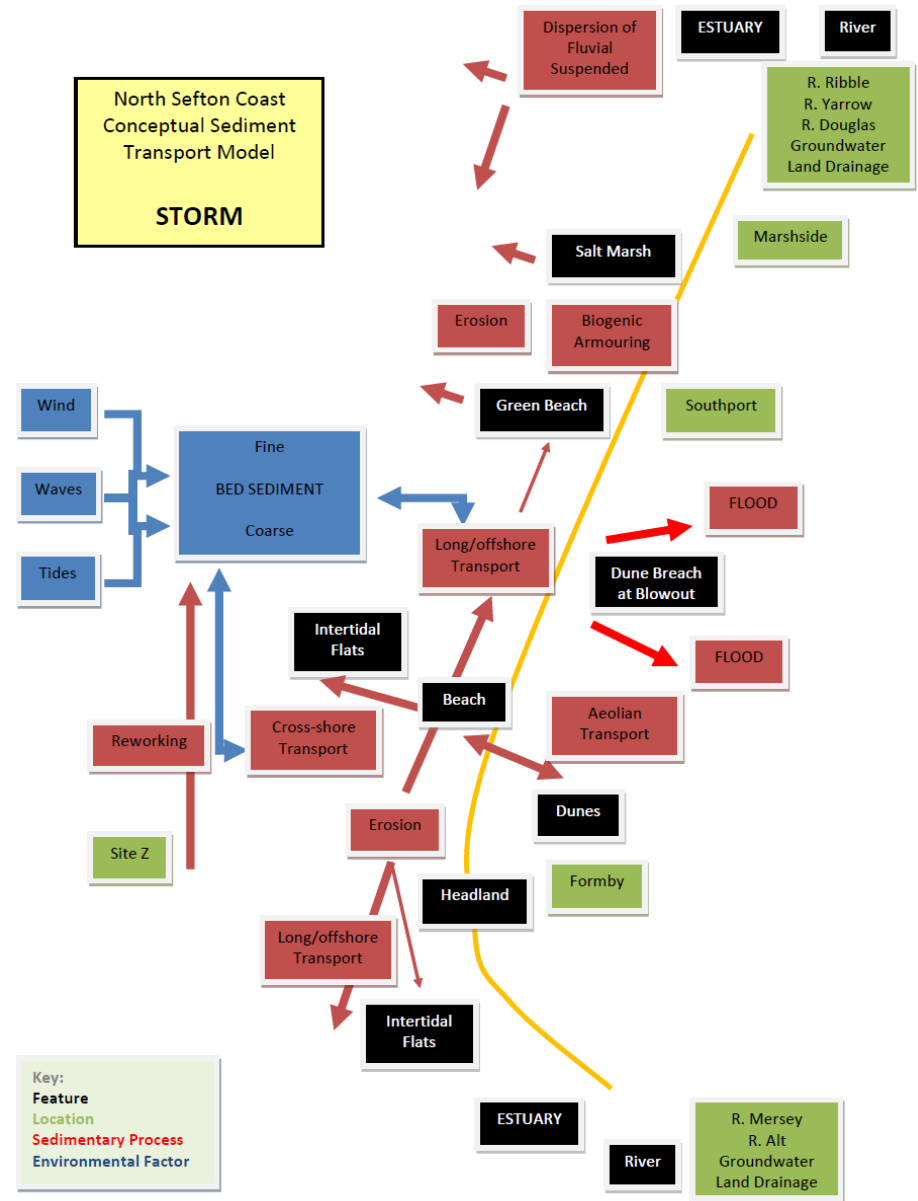 Dispersion of
Fluvial
Suspended
ESTUARY
River
North Sefton Coast
Conceptual Sediment
Transport Model
STORM
R. Ribble
R. Yarrow
R. Douglas
Groundwater
Land Drainage
Salt Marsh
Marshside
Erosion
Biogenic
Armouring
Wind
Green Beach
Southport
Fine
BED SEDIMENT
Coarse
Waves
FLOOD
Long/offshore
Transport
Tides
Dune Breach
at Blowout
Intertidal
Flats
FLOOD
Beach
Aeolian
Transport
Reworking
Cross-shore
Transport
Erosion
Dunes
Site Z
Headland
Formby
Long/offshore
Transport
Intertidal
Flats
Key:
Feature
Location
Sedimentary Process
Environmental Factor
ESTUARY
River
R. Mersey
R. Alt
Groundwater
Land Drainage